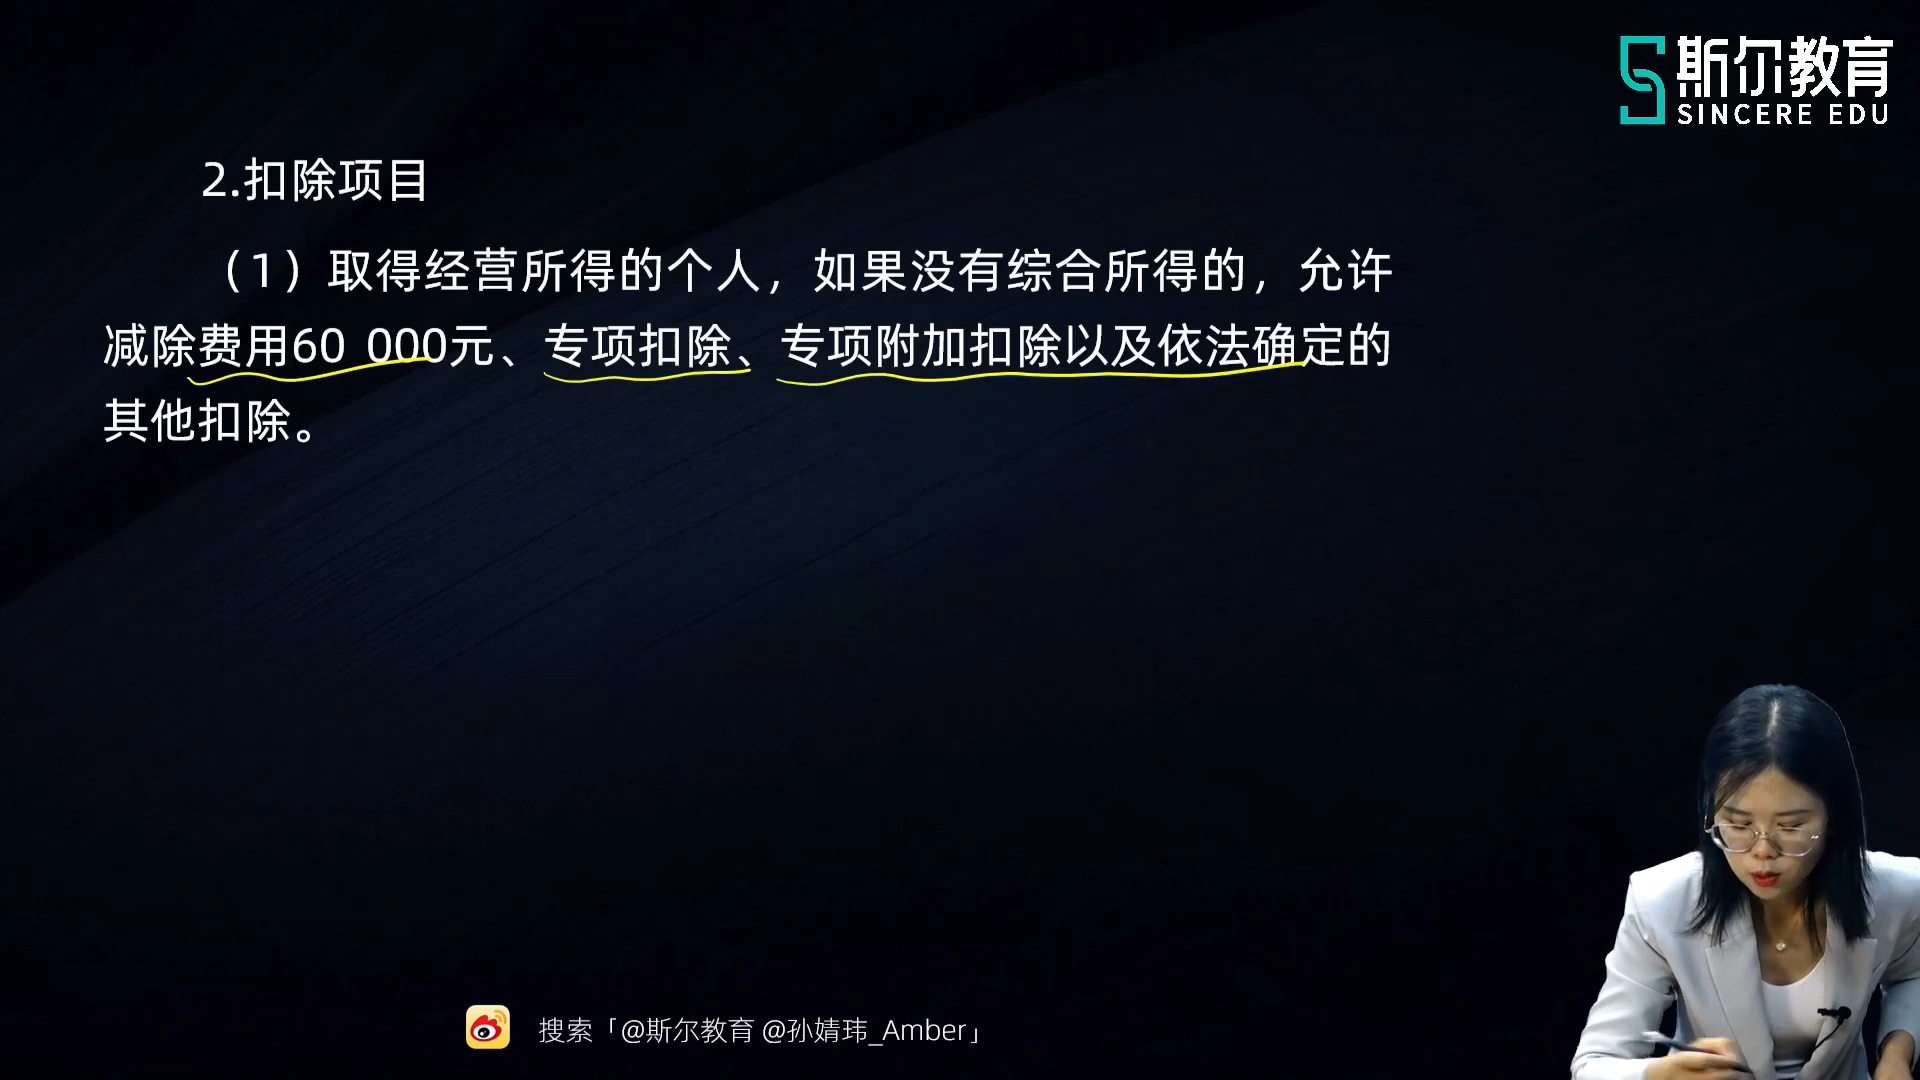 斯尔教育
SINCERE EDU
2.扣除项目
（1）取得经营所得的个人，如果没有综合所得的，允许
减除费用60 000元、专项扣除、专项附加扣除以及依法确定的
其他扣除。
搜索「@斯尔教育 @孙婧玮_Amber」